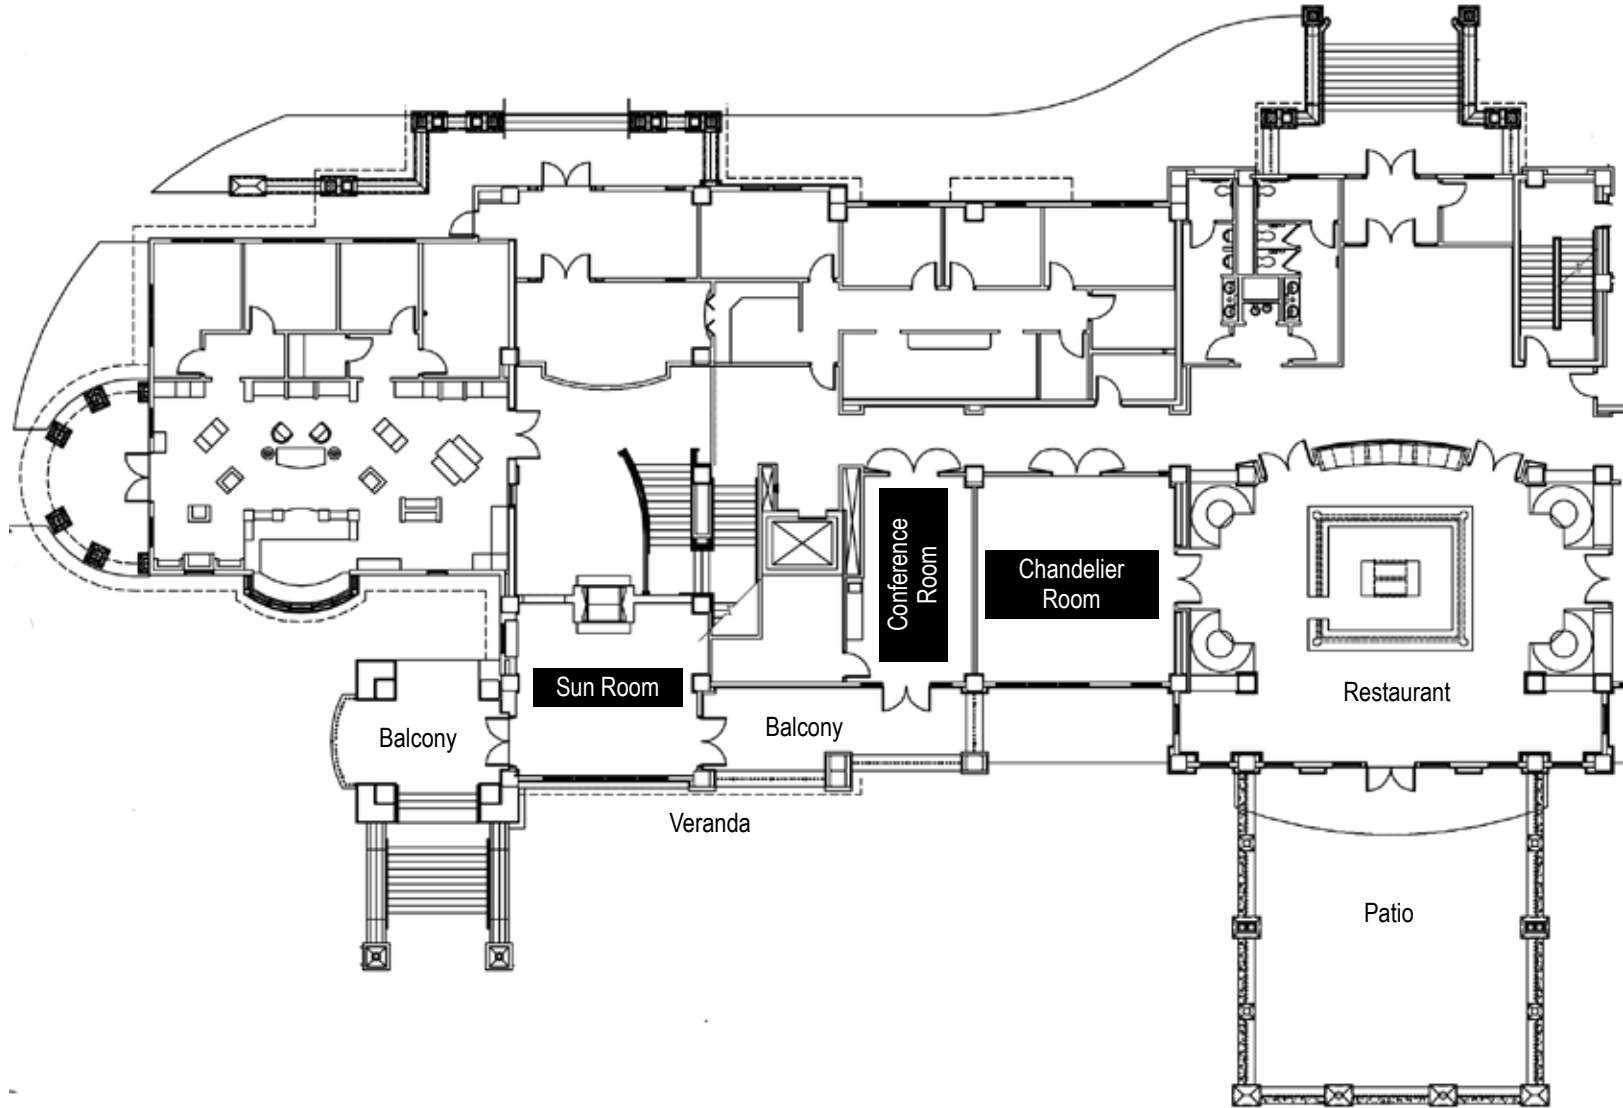 Conference
Room
Chandelier
Room
Sun Room
Restaurant
Balcony
Balcony
Veranda
Patio